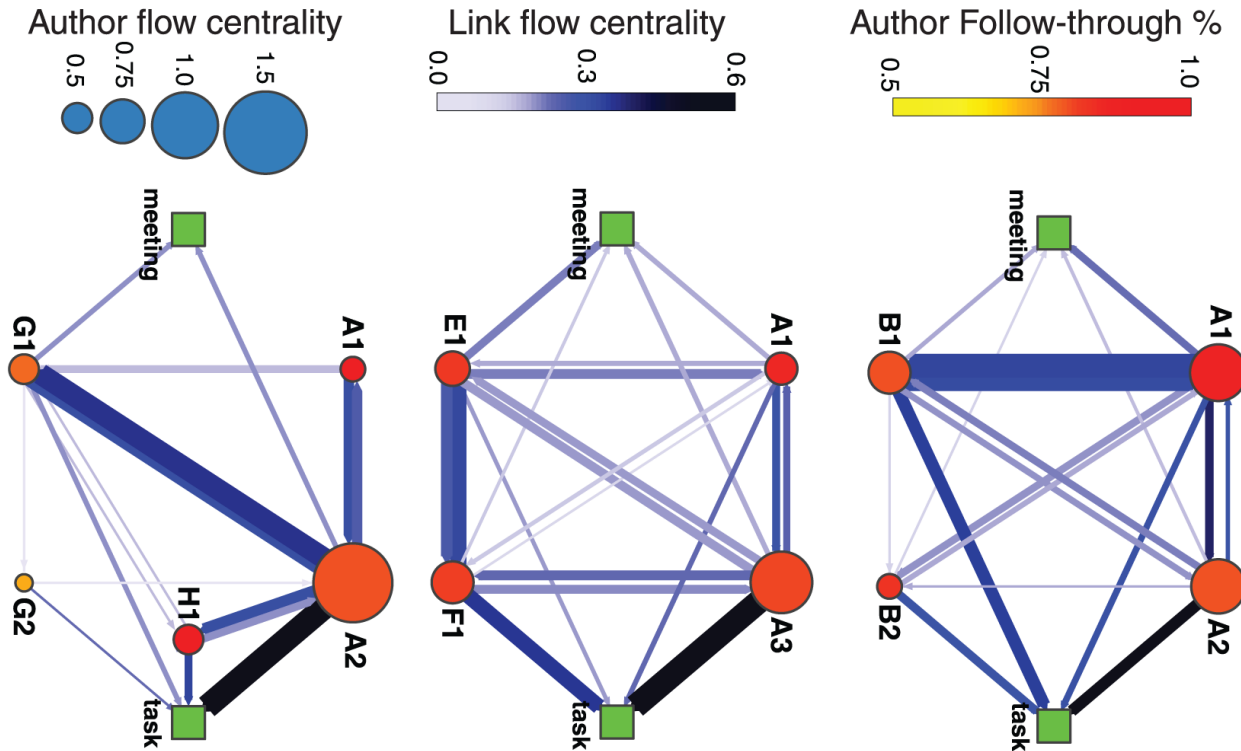 Author flow centrality
0.5
0.75
1.0
1.5
Link flow centrality
0.0
0.3
0.6
Author Follow-through %
0.5
0.75
1.0
meeting
G1
A1
G2
H1
A2
task
meeting
E1
A1
F1
A3
task
meeting
B1
A1
B2
A2
task